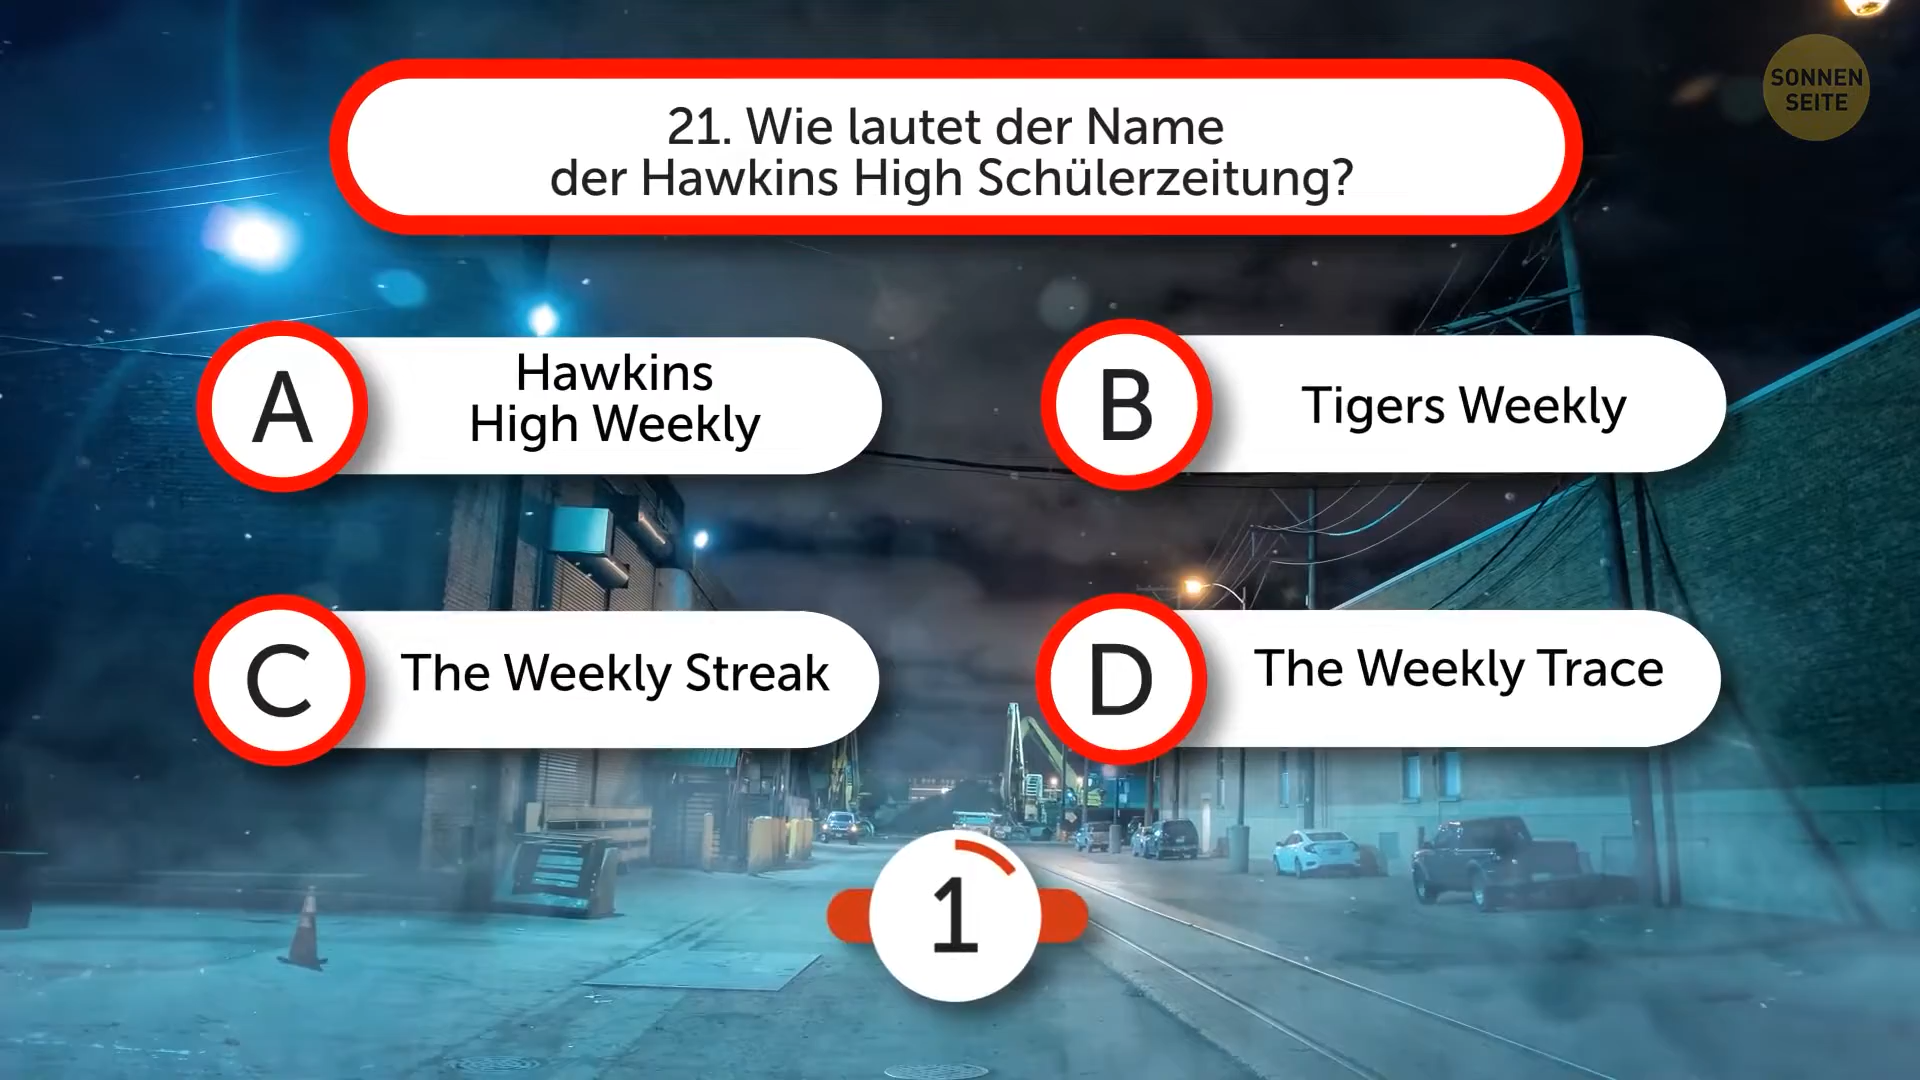 SONNEN
SEITE
21. Wie lautet der Name
der Hawkins High Schülerzeitung?
A
Hawkins
High Weekly
B
Tigers Weekly
C
The Weekly Streak
D
The Weekly Trace
1